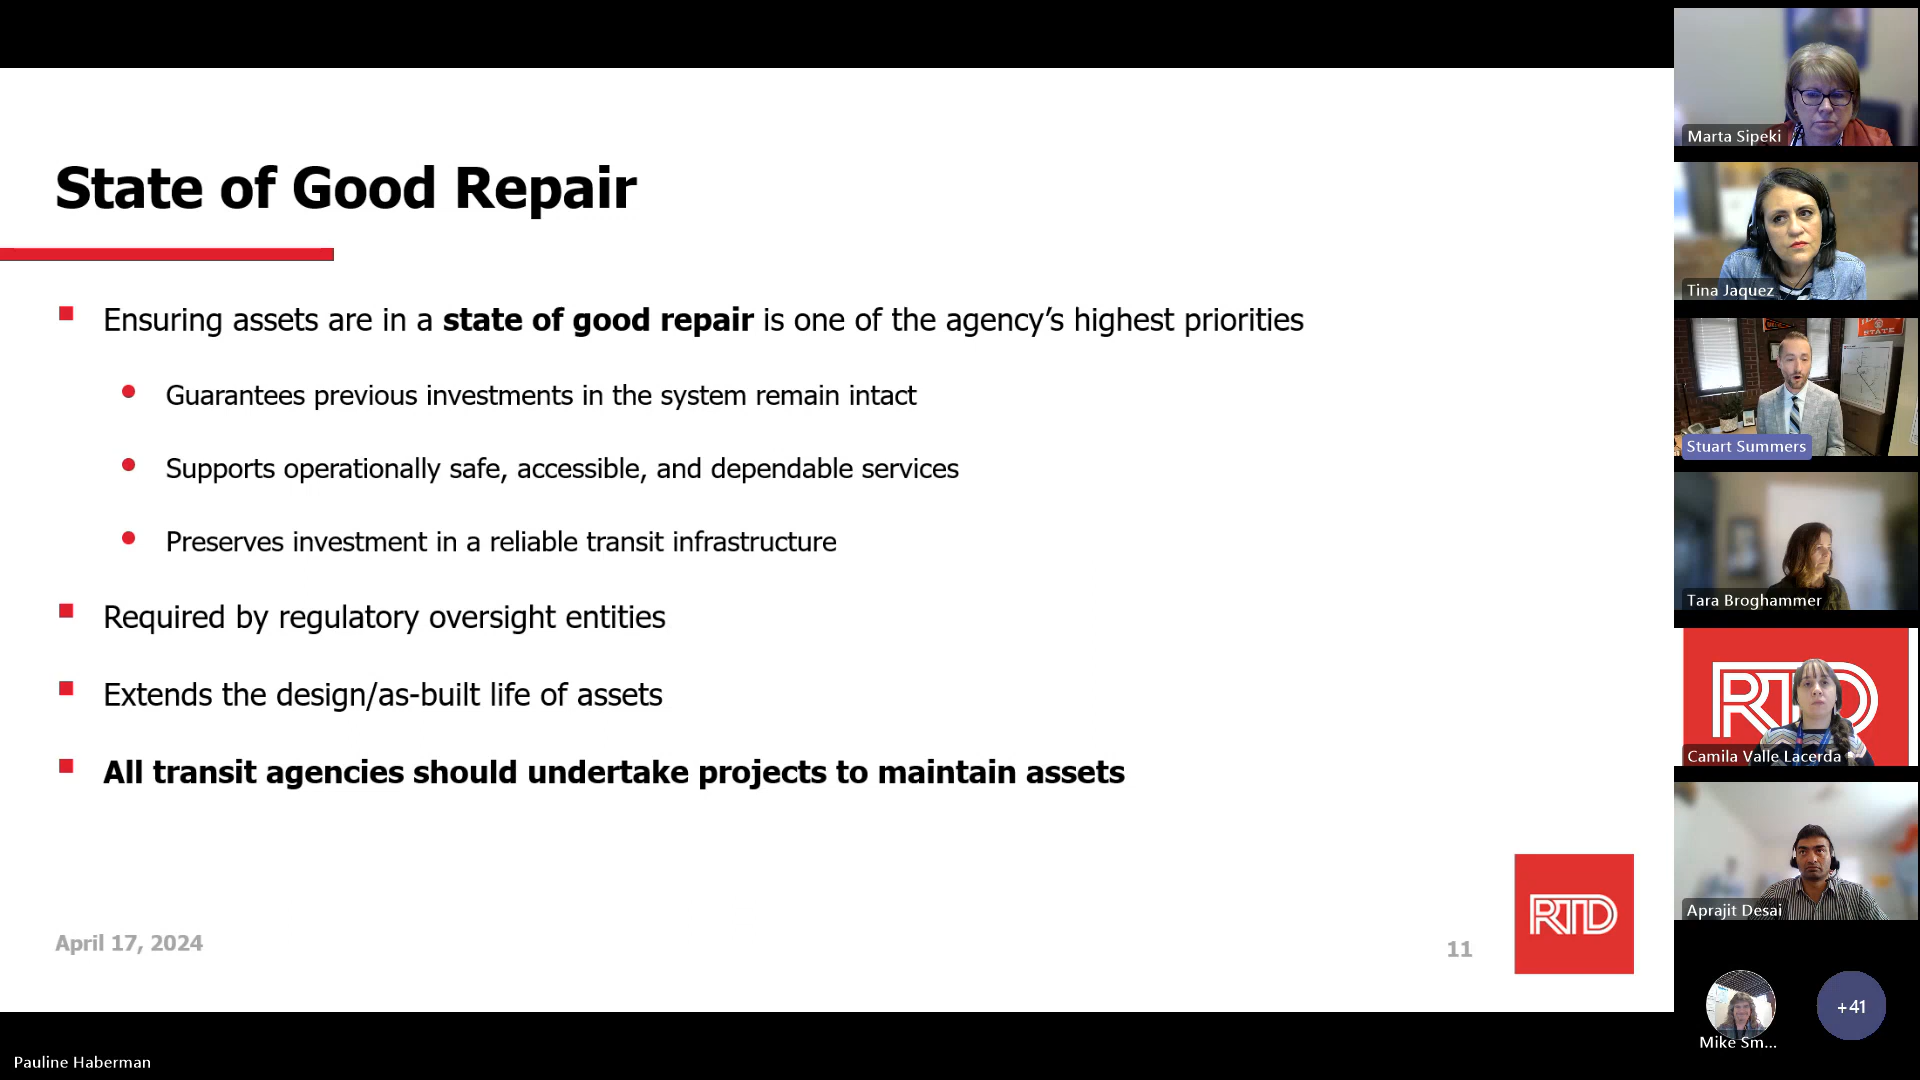 State of Good Repair
Ensuring assets are in a state of good repair is one of the agency’s highest priorities
Guarantees previous investments in the system remain intact
Supports operationally safe, accessible, and dependable services
Preserves investment in a reliable transit infrastructure
Required by regulatory oversight entities
Extends the design/as-built life of assets
All transit agencies should undertake projects to maintain assets
April 17, 2024
11
RTD
Pauline Haberman
Marta Sipeki
Tina Jaquez
STATE
Stuart Summers
Tara Broghammer
RTD
Camila Valle Lacerda
Aprajit Desai
Mike Sm...
+41